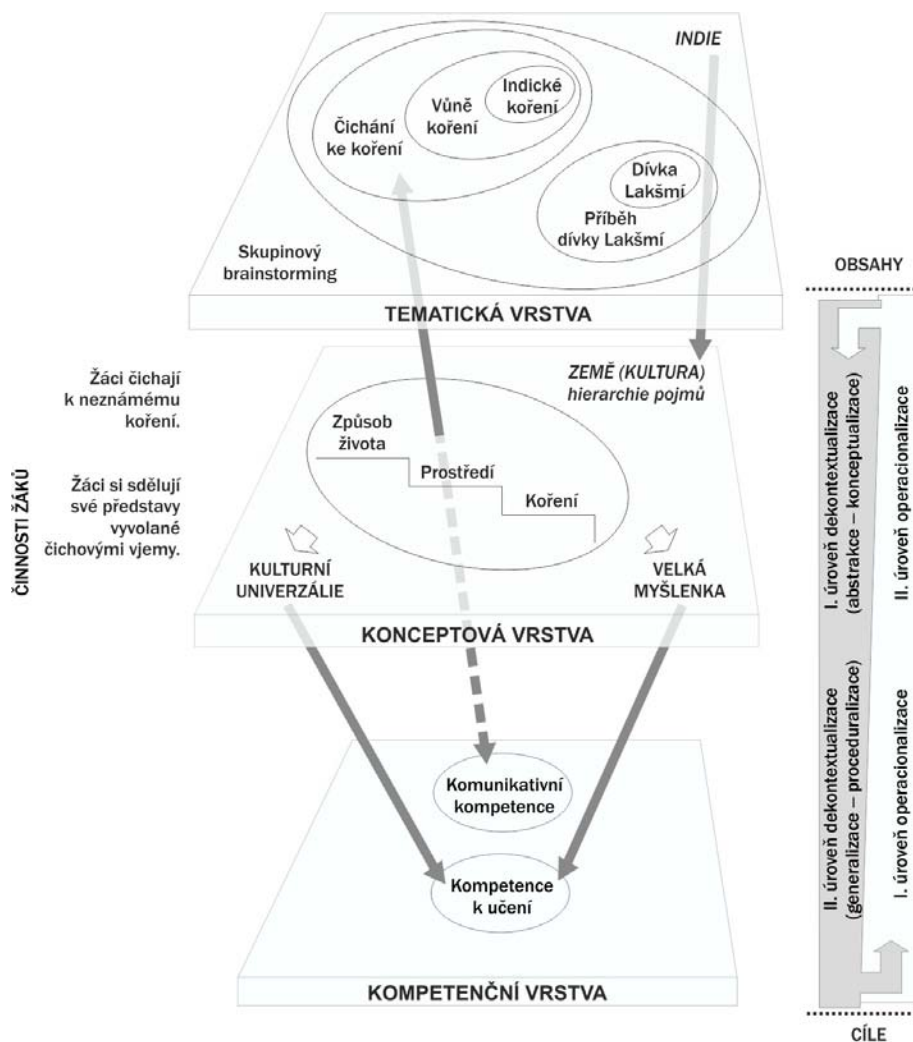 INDIE
Indické
koření
Vůně
koření
Čichání
ke koření
Dívka
Lakšmí
Příběh
dívky Lakšmí
Skupinový
brainstorming
TEMATICKÁ VRSTVA
ČINNOSTI ŽÁKŮ
Žáci čichají
k neznámému
koření.
Žáci si sdělují
své představy
vyvolané
čichovými vjemy.
ZEMĚ (KULTURA)
hierarchie pojmů
Způsob
života
Prostředí
Koření
KULTURNÍ
UNIVERZÁLIE
VELKÁ
MYŠLENKA
KONCEPTOVÁ VRSTVA
Komunikativní
kompetence
Kompetence
k učení
KOMPETENČNÍ VRSTVA
OBSAHY
I. úroveň dekontextualizace
(abstrakce – konceptualizace)
II. úroveň operacionalizace
II. úroveň dekontextualizace
(generalizace – proceduralizace)
I. úroveň operacionalizace
CÍLE